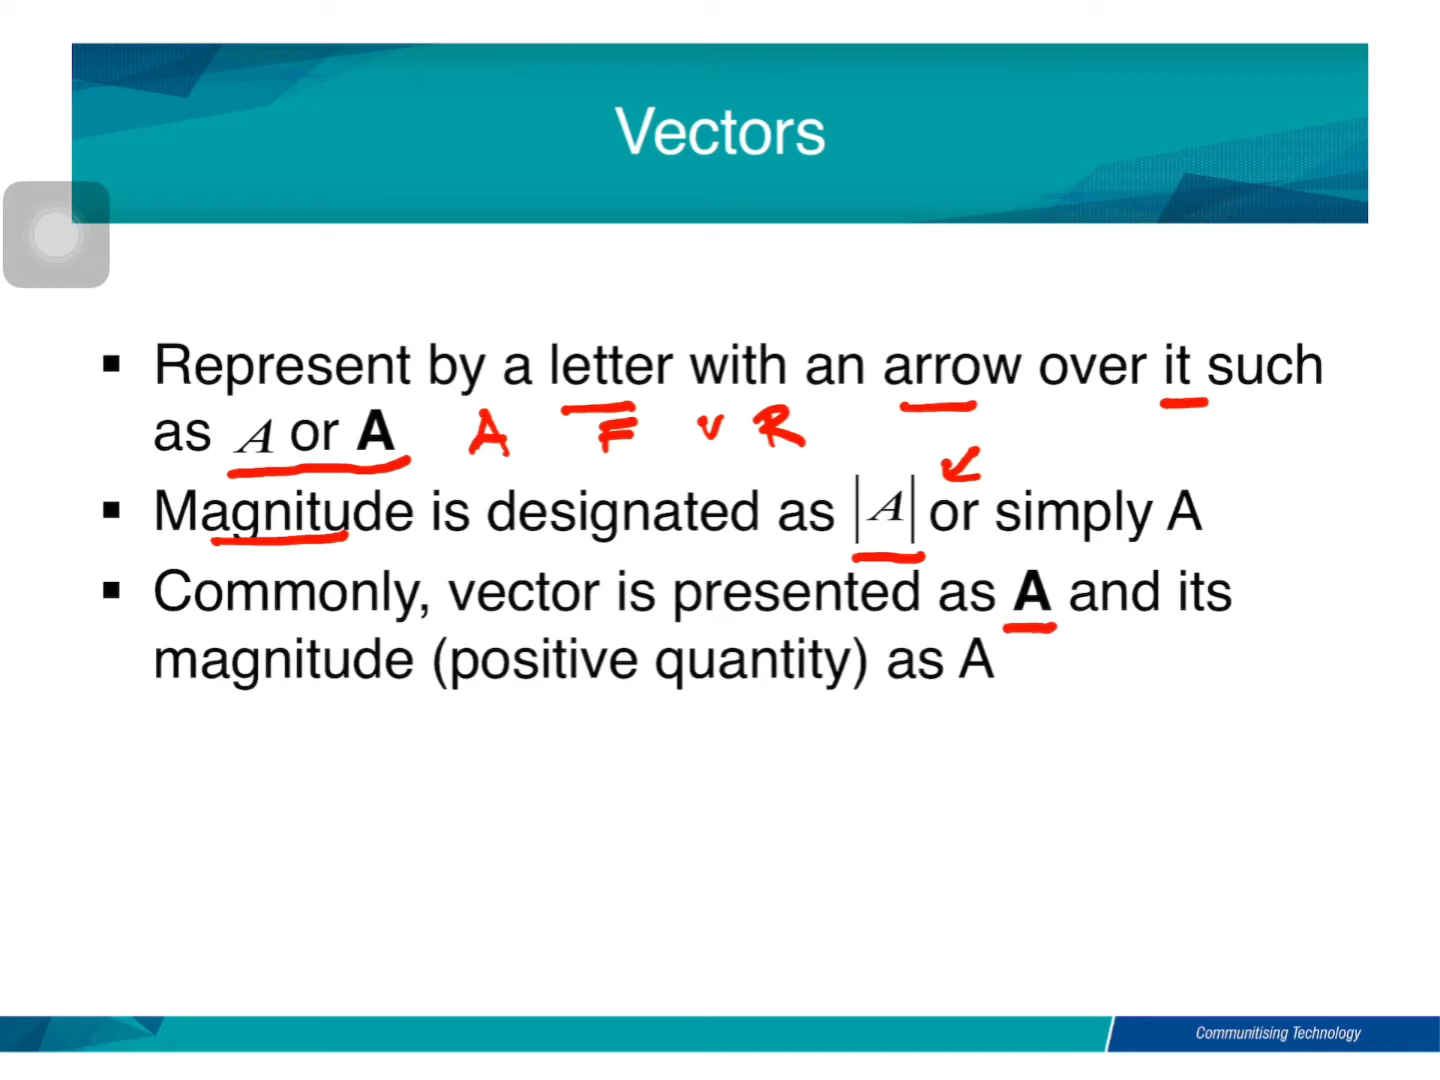 Vectors
▪ Represent by a letter with an arrow over it such
as A or A A F v R
▪ Magnitude is designated as |A| or simply A
▪ Commonly, vector is presented as A and its
magnitude (positive quantity) as A
Communitising Technology